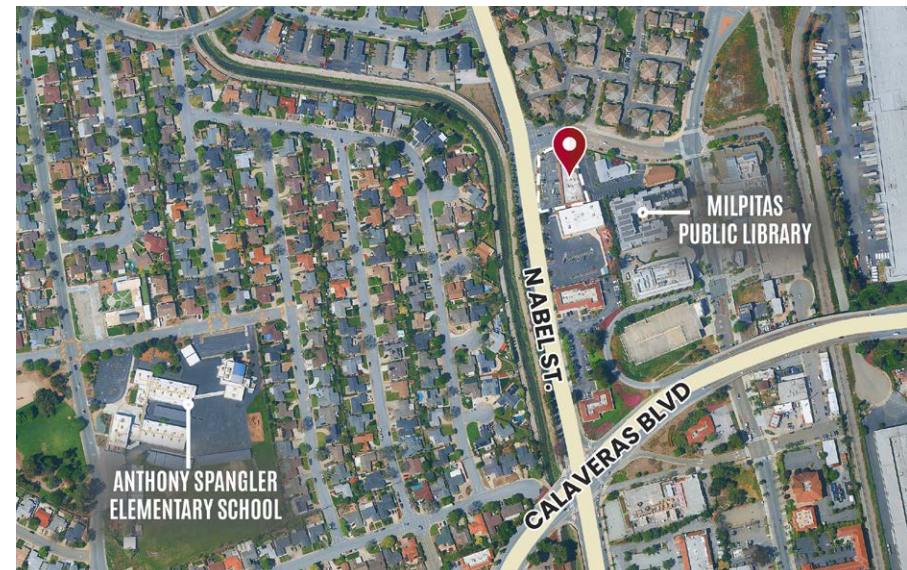 MILPITAS
PUBLIC LIBRARY
N ABEL ST.
CALAVERAS BLVD
ANTHONY SPANGLER
ELEMENTARY SCHOOL